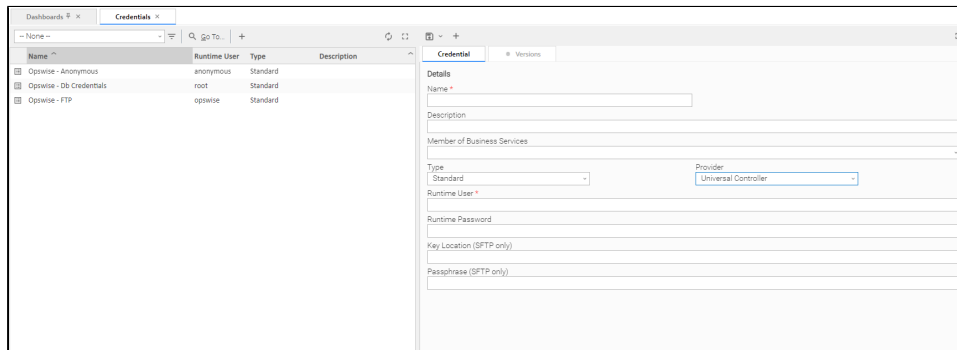 Dashboards
Credentials
-- None --
Go To...
Name Runtime User Type Description
Opswise - Anonymous anonymous Standard
Opswise - Db Credentials root Standard
Opswise - FTP opswise Standard
Credential Versions
Details
Name *
Description
Member of Business Services
Type Provider
Standard Universal Controller
Runtime User *
Runtime Password
Key Location (SFTP only)
Passphrase (SFTP only)